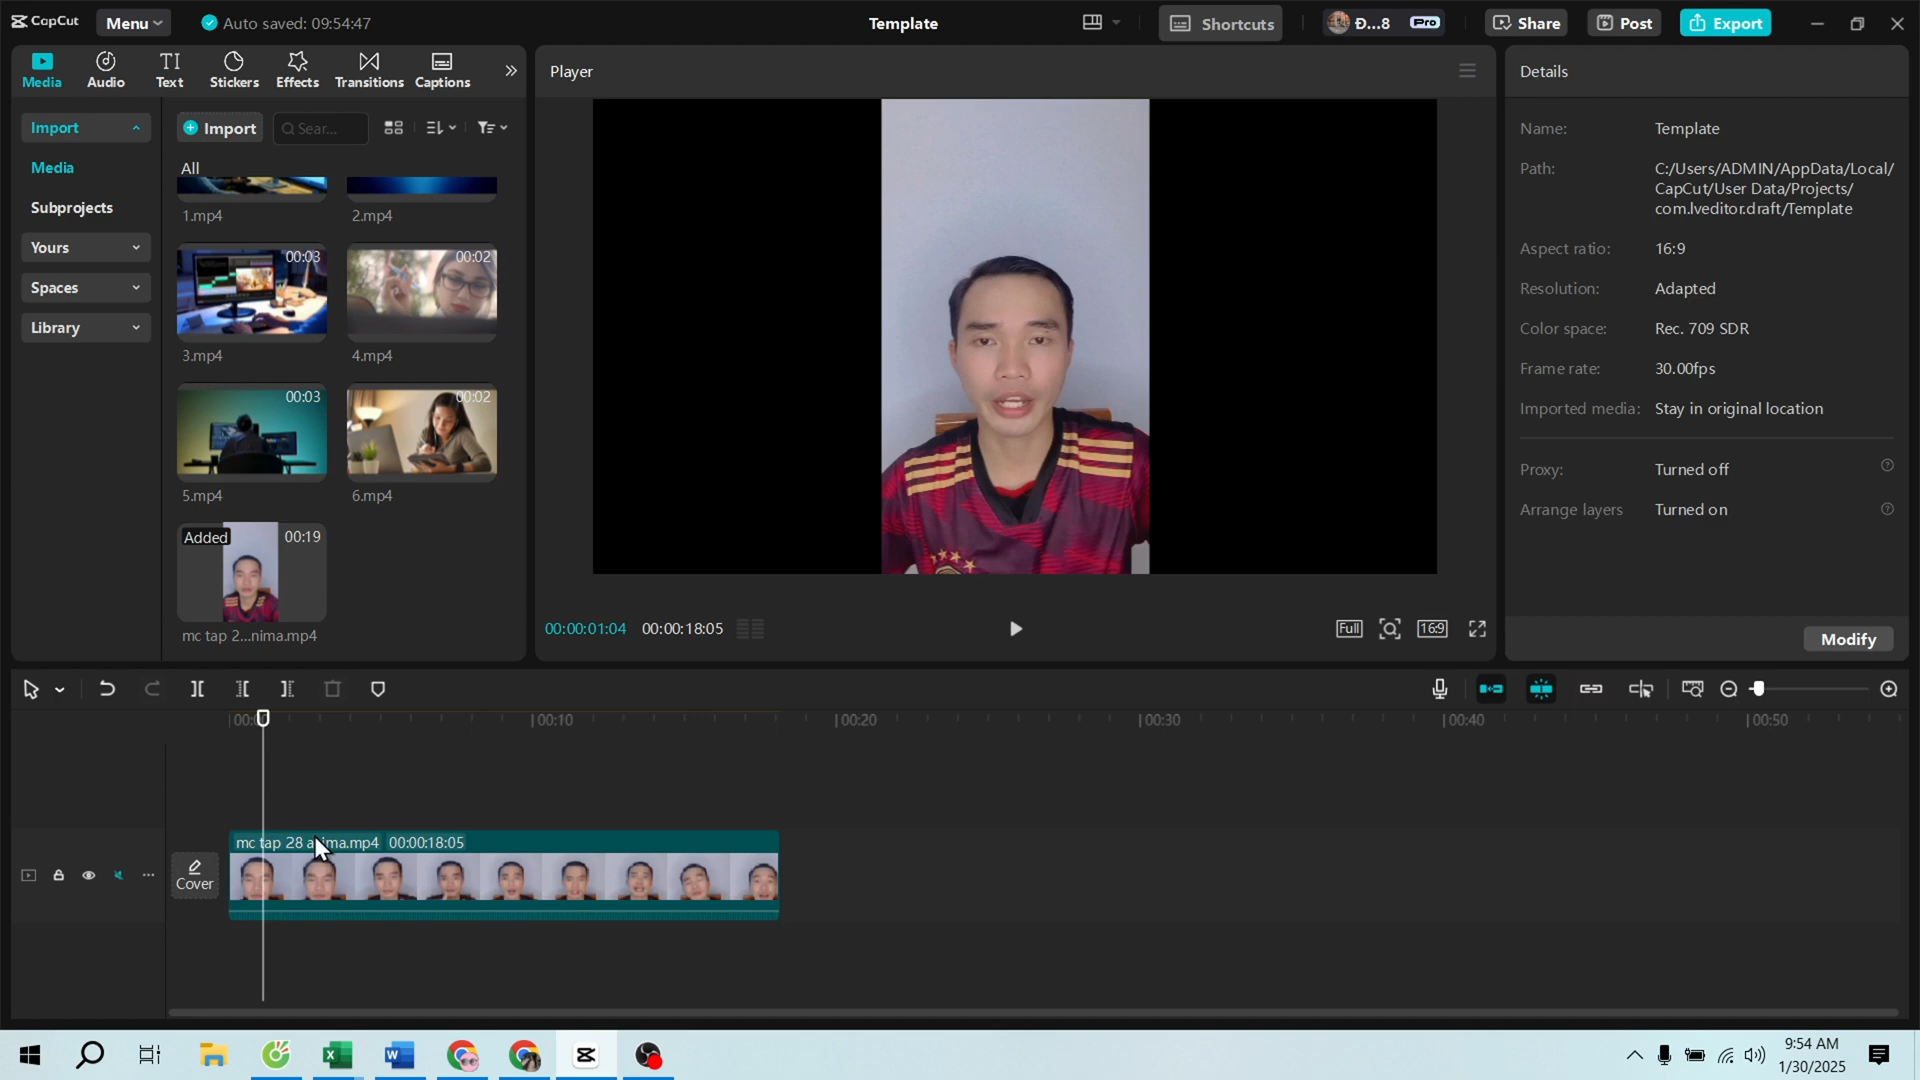 CapCut
Menu
Auto saved: 09:54:47
Template
Shortcuts
Đ...8
Pro
Share
Post
Export
Media
Audio
TI
Text
Stickers
Effects
Transitions
Captions
Player
Details
Import
Import
Sear...
Media
Subprojects
Yours
Spaces
Library
All
1.mp4
2.mp4
00:03
00:02
3.mp4
4.mp4
00:03
00:02
5.mp4
6.mp4
Added
00:19
mc tap 2...nima.mp4
00:00:01:04
00:00:18:05
Full
16:9
Name:
Template
Path:
C:/Users/ADMIN/AppData/Local/
CapCut/User Data/Projects/
com.lveditor.draft/Template
Aspect ratio:
16:9
Resolution:
Adapted
Color space:
Rec. 709 SDR
Frame rate:
30.00fps
Imported media:
Stay in original location
Proxy:
Turned off
Arrange layers
Turned on
Modify
00:10
00:20
00:30
00:40
00:50
mc tap 28 anima.mp4 00:00:18:05
Cover
9:54 AM
1/30/2025